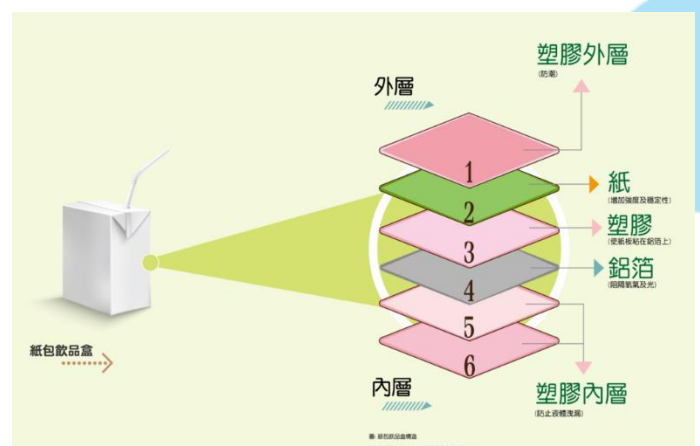 塑膠外層
(防潮)
外層
1
紙
(增加強度及穩定性)
2
塑膠
(使紙板粘在鋁箔上)
3
鋁箔
(阻隔氧氣及光)
4
5
6
紙包飲品盒
內層
塑膠內層
(防止液體洩漏)
圖: 紙包飲品盒構造